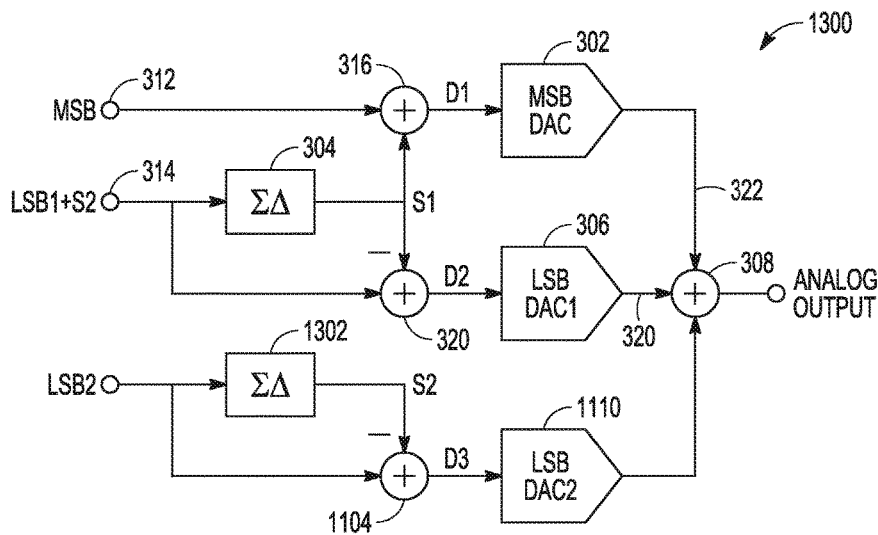 1300
302
316
312
MSB
D1
MSB
DAC
304
314
LSB1+S2
ΣΔ
S1
322
306
308
–
D2
LSB
DAC1
ANALOG
OUTPUT
320
320
1302
LSB2
ΣΔ
S2
1110
–
D3
LSB
DAC2
1104